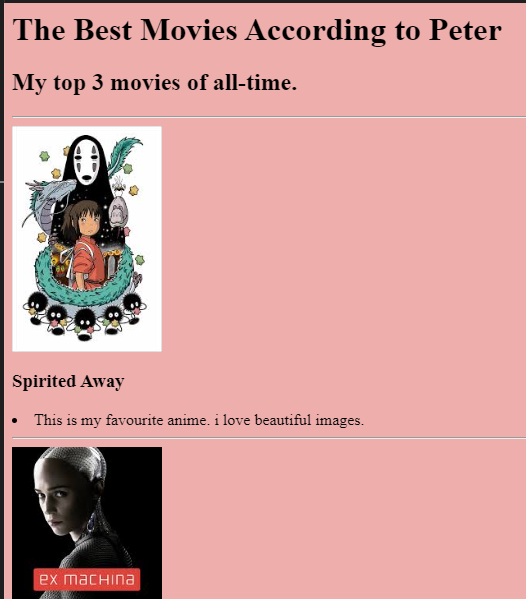 The Best Movies According to Peter
My top 3 movies of all-time.
Spirited Away
This is my favourite anime. i love beautiful images.
ex machina